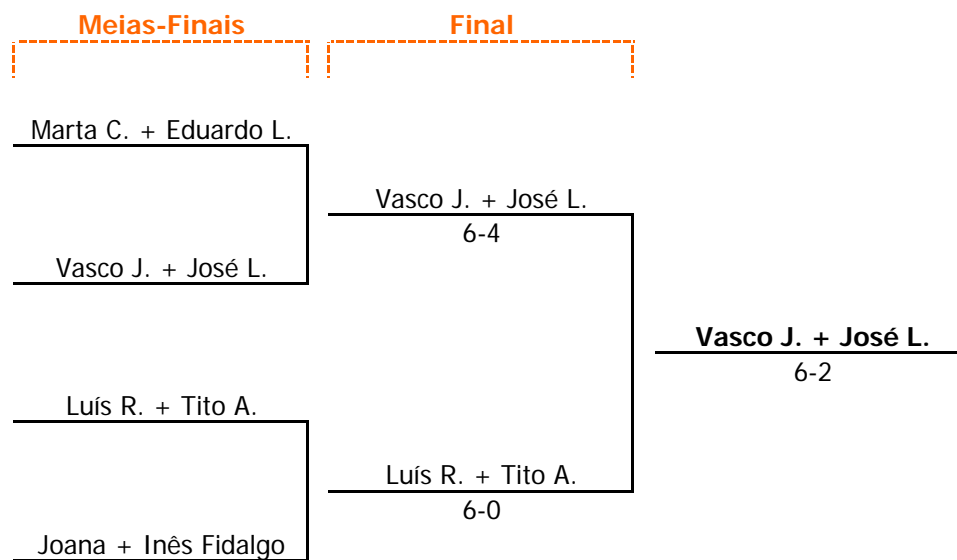 Meias-Finais
Final
Marta C. + Eduardo L.
Vasco J. + José L.
6-4
Vasco J. + José L.
Vasco J. + José L.
6-2
Luís R. + Tito A.
Luís R. + Tito A.
6-0
Joana + Inês Fidalgo